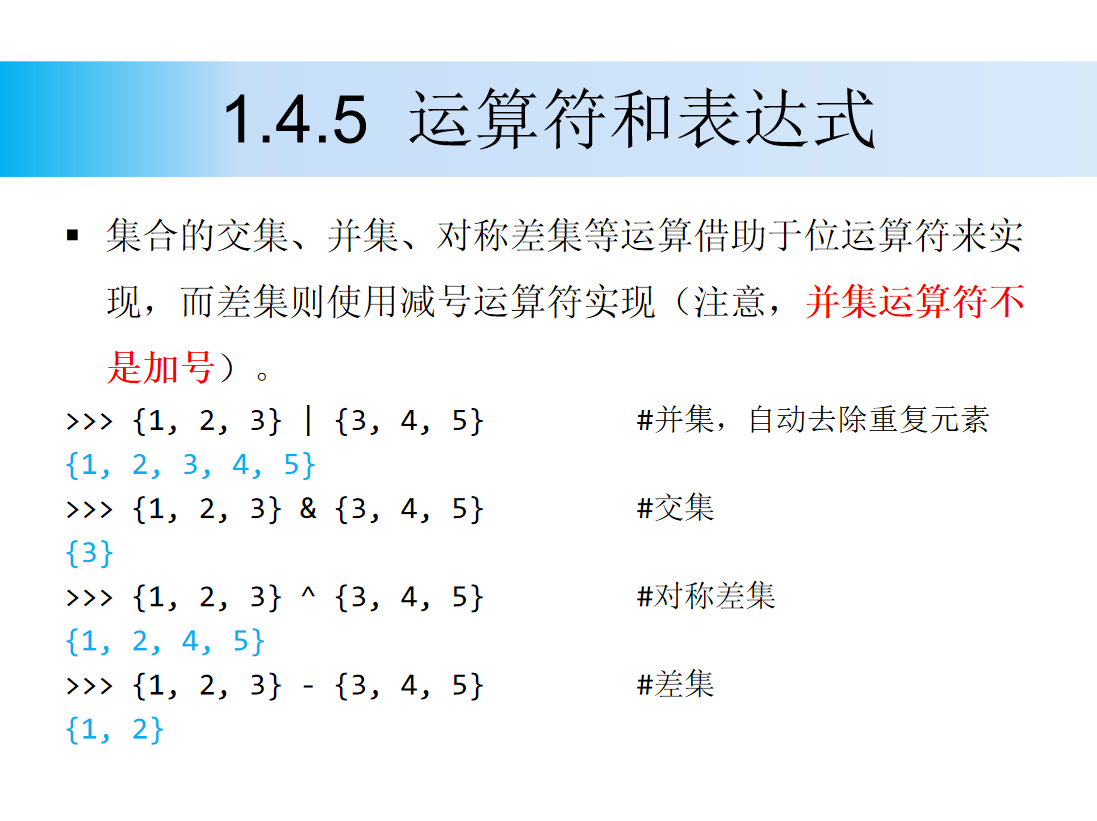 1.4.5 运算符和表达式
▪ 集合的交集、并集、对称差集等运算借助于位运算符来实
现，而差集则使用减号运算符实现（注意，并集运算符不
是加号）。
>>> {1, 2, 3} | {3, 4, 5} #并集，自动去除重复元素
{1, 2, 3, 4, 5}
>>> {1, 2, 3} & {3, 4, 5} #交集
{3}
>>> {1, 2, 3} ^ {3, 4, 5} #对称差集
{1, 2, 4, 5}
>>> {1, 2, 3} - {3, 4, 5} #差集
{1, 2}